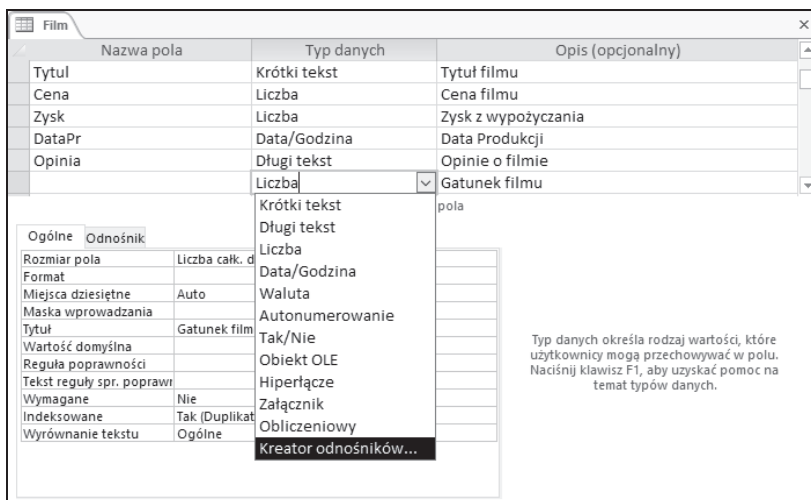 Film
Nazwa pola Typ danych Opis (opcjonalny)
Tytul Krótki tekst Tytuł filmu
Cena Liczba Cena filmu
Zysk Liczba Zysk z wypożyczania
DataPr Data/Godzina Data Produkcji
Opinia Długi tekst Opinie o filmie
Liczba Gatunek filmu
pola
Krótki tekst
Długi tekst
Liczba
Data/Godzina
Waluta
Autonumerowanie
Tak/Nie
Obiekt OLE
Hiperłącze
Załącznik
Obliczeniowy
Kreator odnośników...
Ogólne Odnośnik
Rozmiar pola Liczba całk. d
Format
Miejsca dziesiętne Auto
Maska wprowadzania
Tytuł Gatunek film
Wartość domyślna
Reguła poprawności
Tekst reguły spr. popraw
Wymagane Nie
Indeksowane Tak (Duplikat
Wyrównanie tekstu Ogólne
Typ danych określa rodzaj wartości, które
użytkownicy mogą przechowywać w polu.
Naciśnij klawisz F1, aby uzyskać pomoc na
temat typów danych.